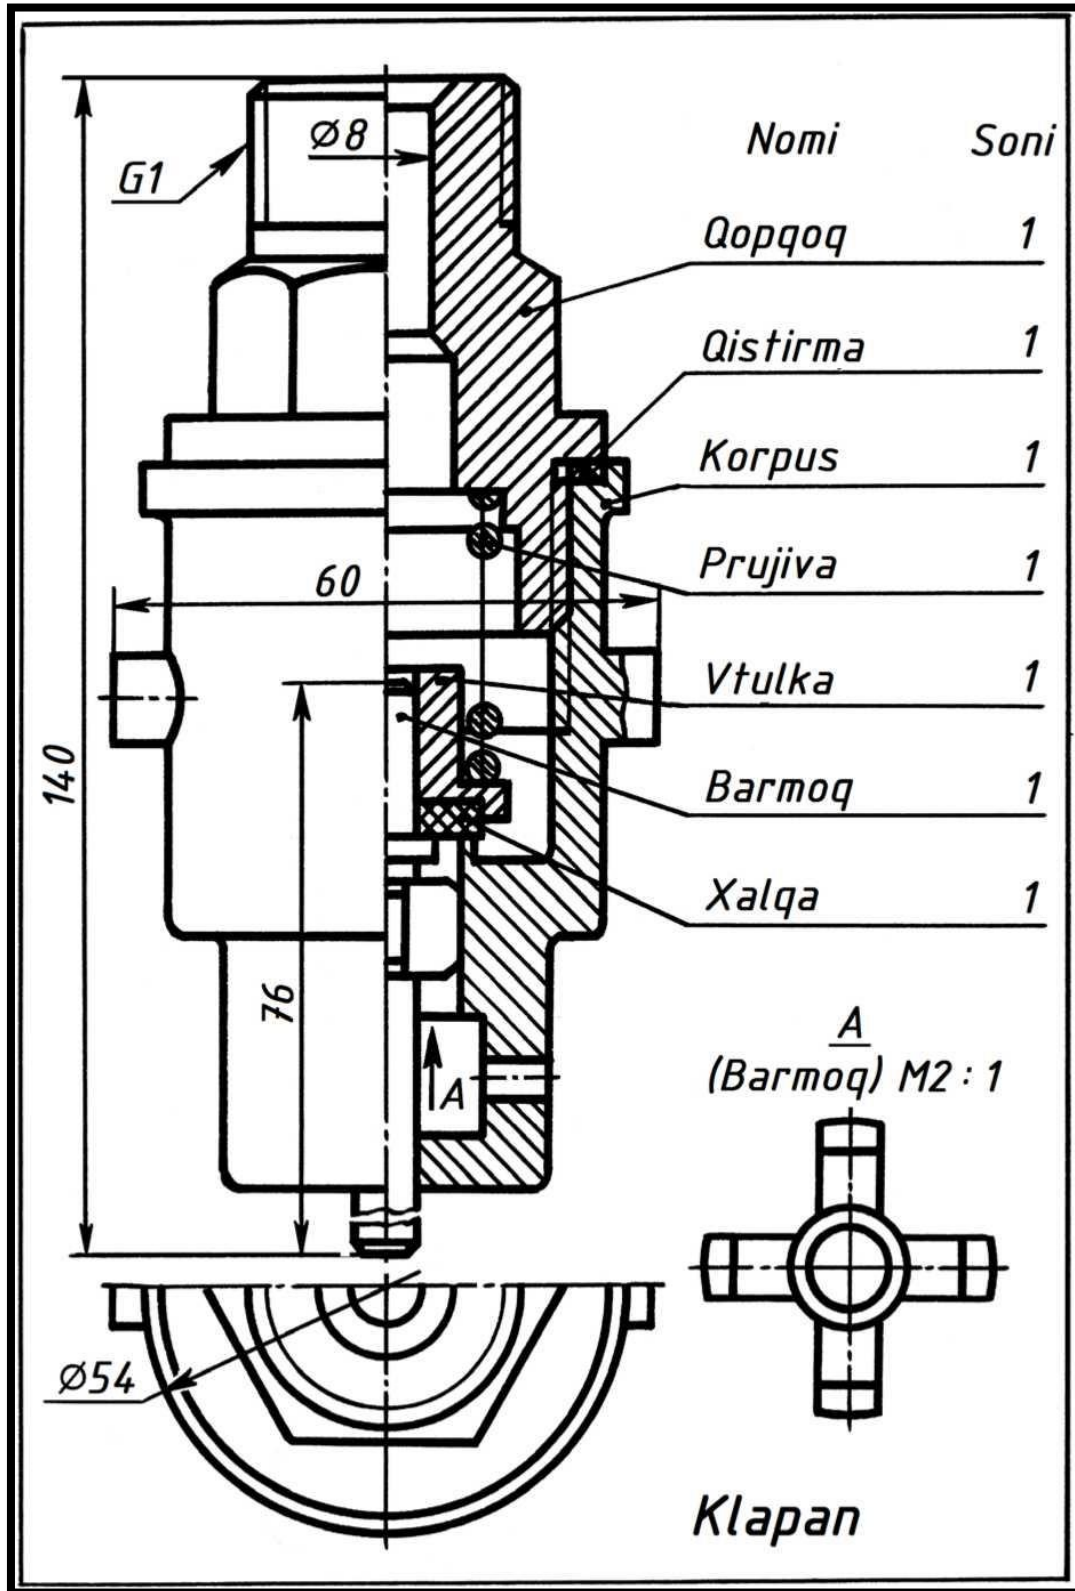 Nomi Soni
Ø8
G1
Qopqoq 1
Qistirma 1
Korpus 1
Prujiva 1
60
Vtulka 1
140
Barmoq 1
Xalqa 1
76
A
(Barmoq) M2 : 1
A
Ø54
Klapan